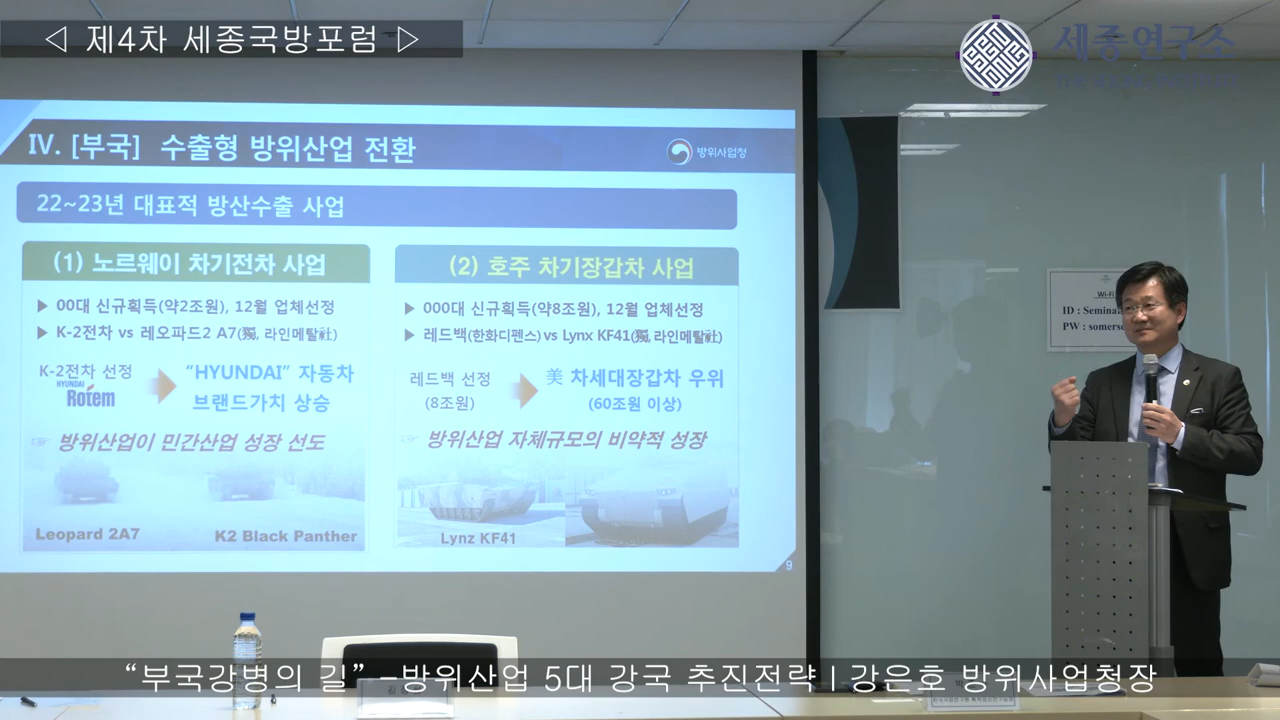 ◁ 제4차 세종국방포럼 ▷
세종연구소
Ⅳ. [부국] 수출형 방위산업 전환
방위사업청
22~23년 대표적 방산수출 사업
(1) 노르웨이 차기전차 사업
▶ 00대 신규획득(약2조원), 12월 업체선정
▶ K-2전차 vs 레오파드2 A7(獨, 라인메탈社)
K-2전차 선정
HYUNDAI
Rotem
"HYUNDAI" 자동차
브랜드가치 상승
☞ 방위산업이 민간산업 성장 선도
Leopard 2A7
K2 Black Panther
(2) 호주 차기장갑차 사업
▶ 000대 신규획득(약8조원), 12월 업체선정
▶ 레드백(한화디펜스) vs Lynx KF41(獨, 라인메탈社)
레드백 선정
(8조원)
美 차세대장갑차 우위
(60조원 이상)
☞ 방위산업 자체규모의 비약적 성장
Lynz KF41
9
Wi-Fi
ID :
PW :
“부국강병의 길” -방위산업 5대 강국 추진전략 | 강은호 방위사업청장